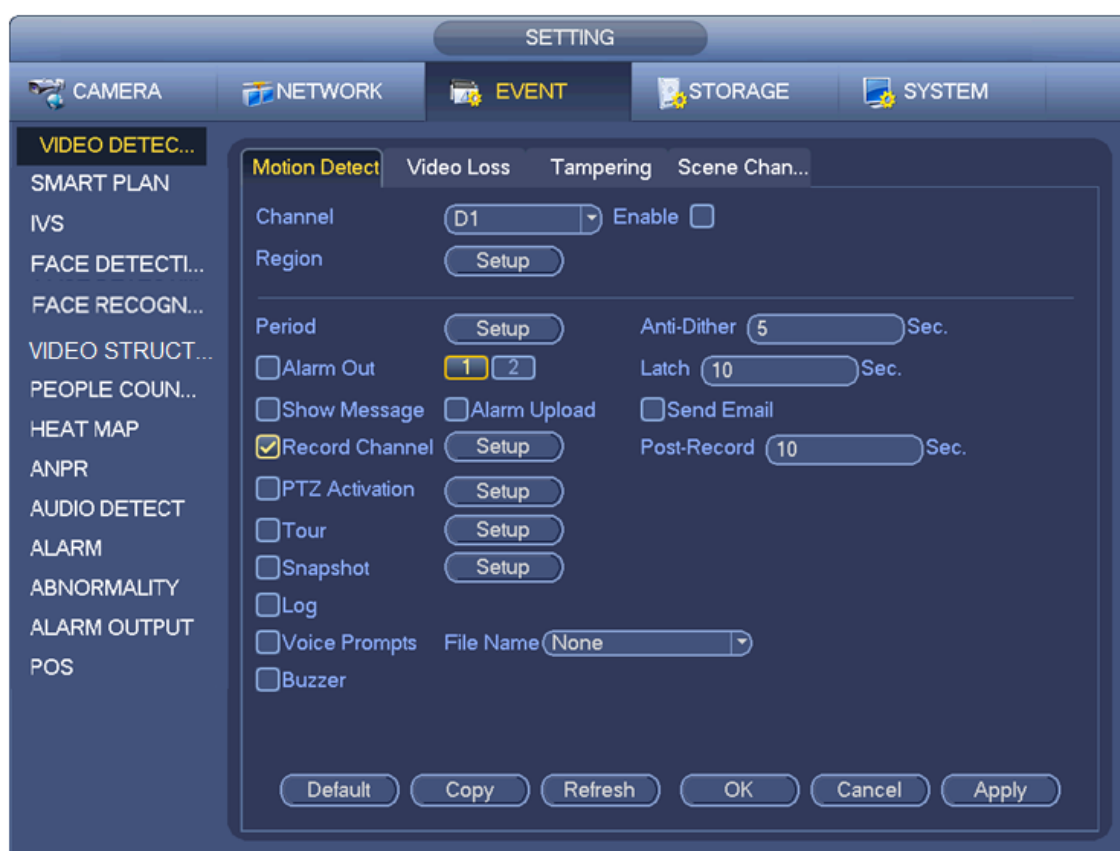 SETTING
CAMERA NETWORK EVENT STORAGE SYSTEM
VIDEO DETEC...
SMART PLAN
IVS
FACE DETECTI...
FACE RECOGN...
VIDEO STRUCT...
PEOPLE COUN...
HEAT MAP
ANPR
AUDIO DETECT
ALARM
ABNORMALITY
ALARM OUTPUT
POS
Motion Detect Video Loss Tampering Scene Chan...
Channel D1 Enable
Region Setup
Period Setup Anti-Dither 5 Sec.
Alarm Out 1 2 Latch 10 Sec.
Show Message Alarm Upload Send Email
Record Channel Setup Post-Record 10 Sec.
PTZ Activation Setup
Tour Setup
Snapshot Setup
Log
Voice Prompts File Name None
Buzzer
Default Copy Refresh OK Cancel Apply